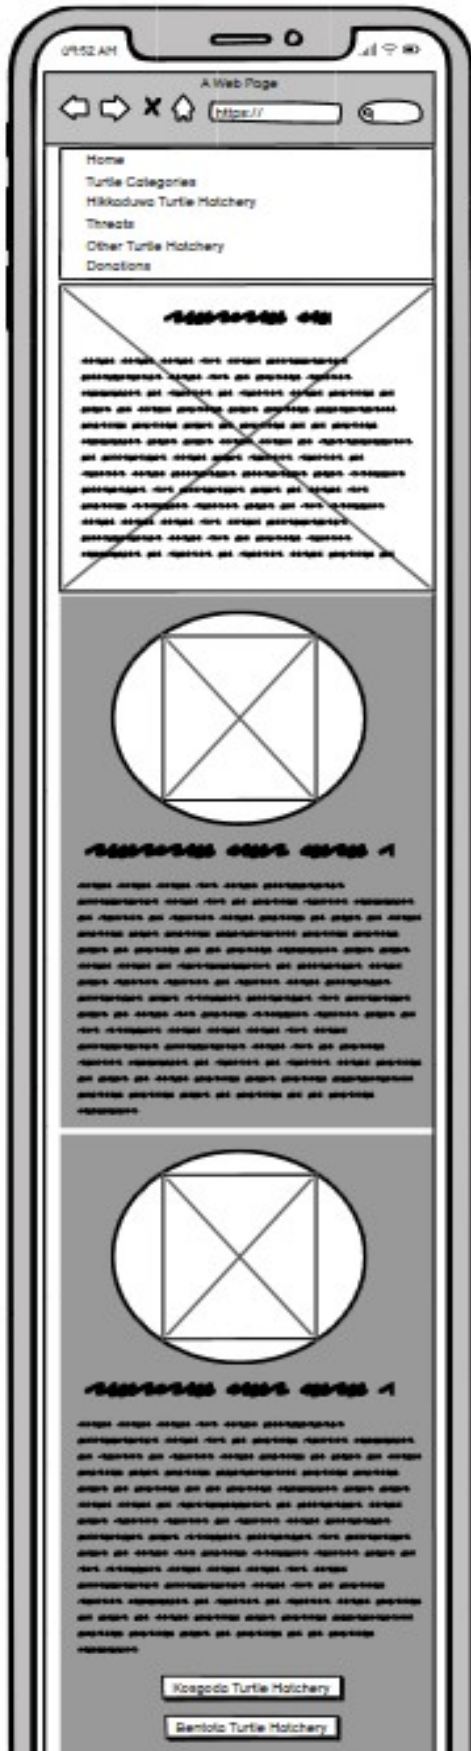 09:52 AM
A Web Page
https://
Home
Turtle Categories
Hikkaduwa Turtle Hatchery
Threats
Other Turtle Hatchery
Donations
Kosgoda Turtle Hatchery
Bentota Turtle Hatchery